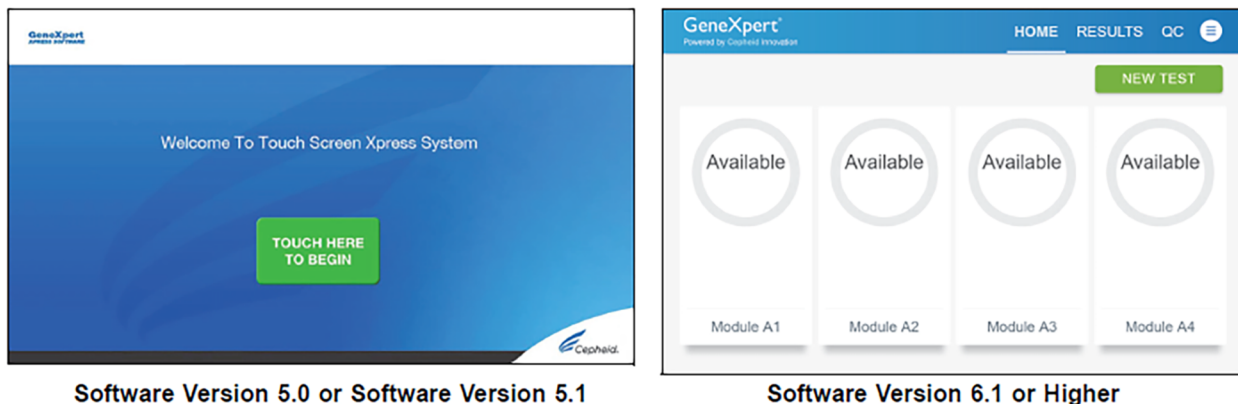 GeneXpert
XPRESS SOFTWARE
Welcome To Touch Screen Xpress System
TOUCH HERE
TO BEGIN
Cepheid.
Software Version 5.0 or Software Version 5.1
GeneXpert®
Powered by Cepheid Innovation
HOME RESULTS QC
NEW TEST
Available Available Available Available
Module A1 Module A2 Module A3 Module A4
Software Version 6.1 or Higher